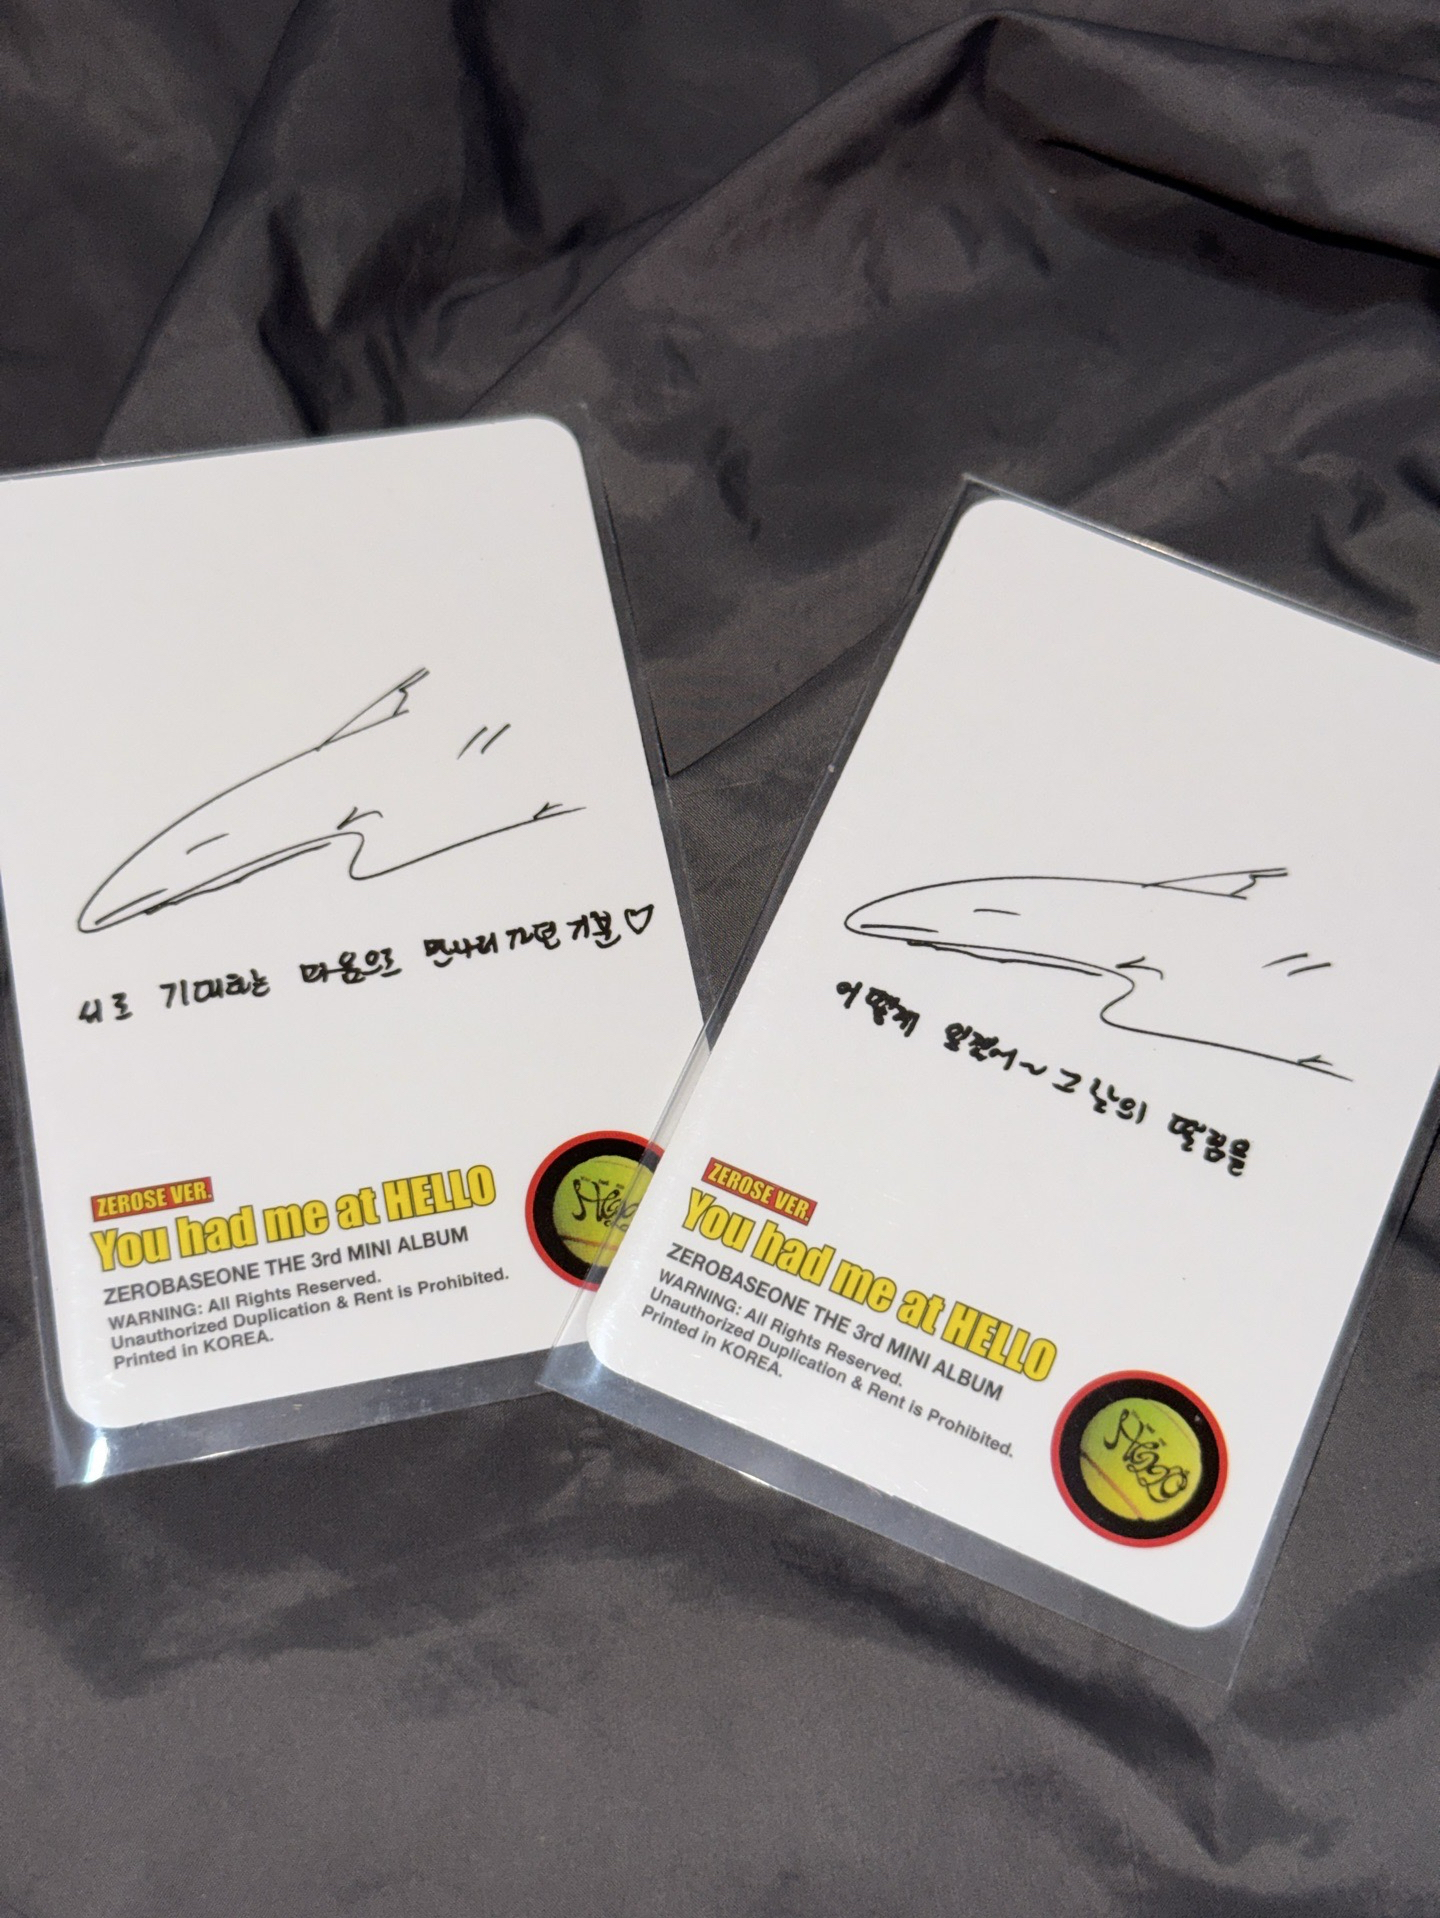 서로 기대하는 마음으로 만나러 가던 기분♡
ZEROSE VER.
You had me at HELLO
ZEROBASEONE THE 3rd MINI ALBUM
WARNING: All Rights Reserved.
Unauthorized Duplication & Rent is Prohibited.
Printed in KOREA.
어떻게 잊겠어~ 그 날의 떨림을
ZEROSE VER.
You had me at HELLO
ZEROBASEONE THE 3rd MINI ALBUM
WARNING: All Rights Reserved.
Unauthorized Duplication & Rent is Prohibited.
Printed in KOREA.